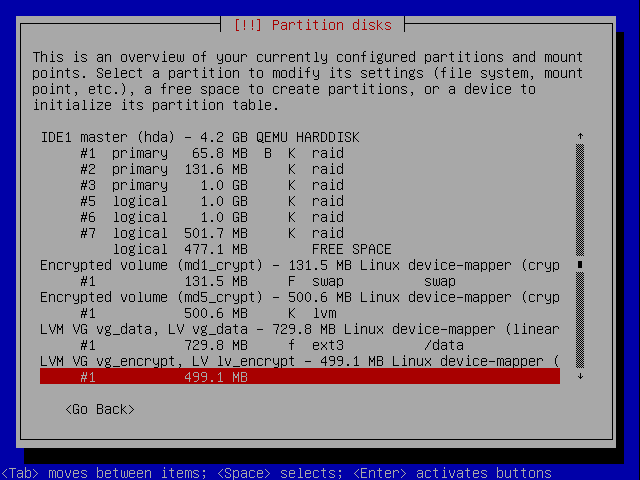 [!!] Partition disks
This is an overview of your currently configured partitions and mount
points. Select a partition to modify its settings (file system, mount
point, etc.), a free space to create partitions, or a device to
initialize its partition table.
IDE1 master (hda) - 4.2 GB QEMU HARDDISK
#1 primary 65.8 MB B K raid
#2 primary 131.6 MB K raid
#3 primary 1.0 GB K raid
#5 logical 1.0 GB K raid
#6 logical 1.0 GB K raid
#7 logical 501.7 MB K raid
logical 477.1 MB FREE SPACE
Encrypted volume (md1_crypt) - 131.5 MB Linux device-mapper (cryp
#1 131.5 MB F swap swap
Encrypted volume (md5_crypt) - 500.6 MB Linux device-mapper (cryp
#1 500.6 MB K lvm
LVM VG vg_data, LV vg_data - 729.8 MB Linux device-mapper (linear
#1 729.8 MB f ext3 /data
LVM VG vg_encrypt, LV lv_encrypt - 499.1 MB Linux device-mapper (
#1 499.1 MB
<Go Back>
<Tab> moves between items; <Space> selects; <Enter> activates buttons